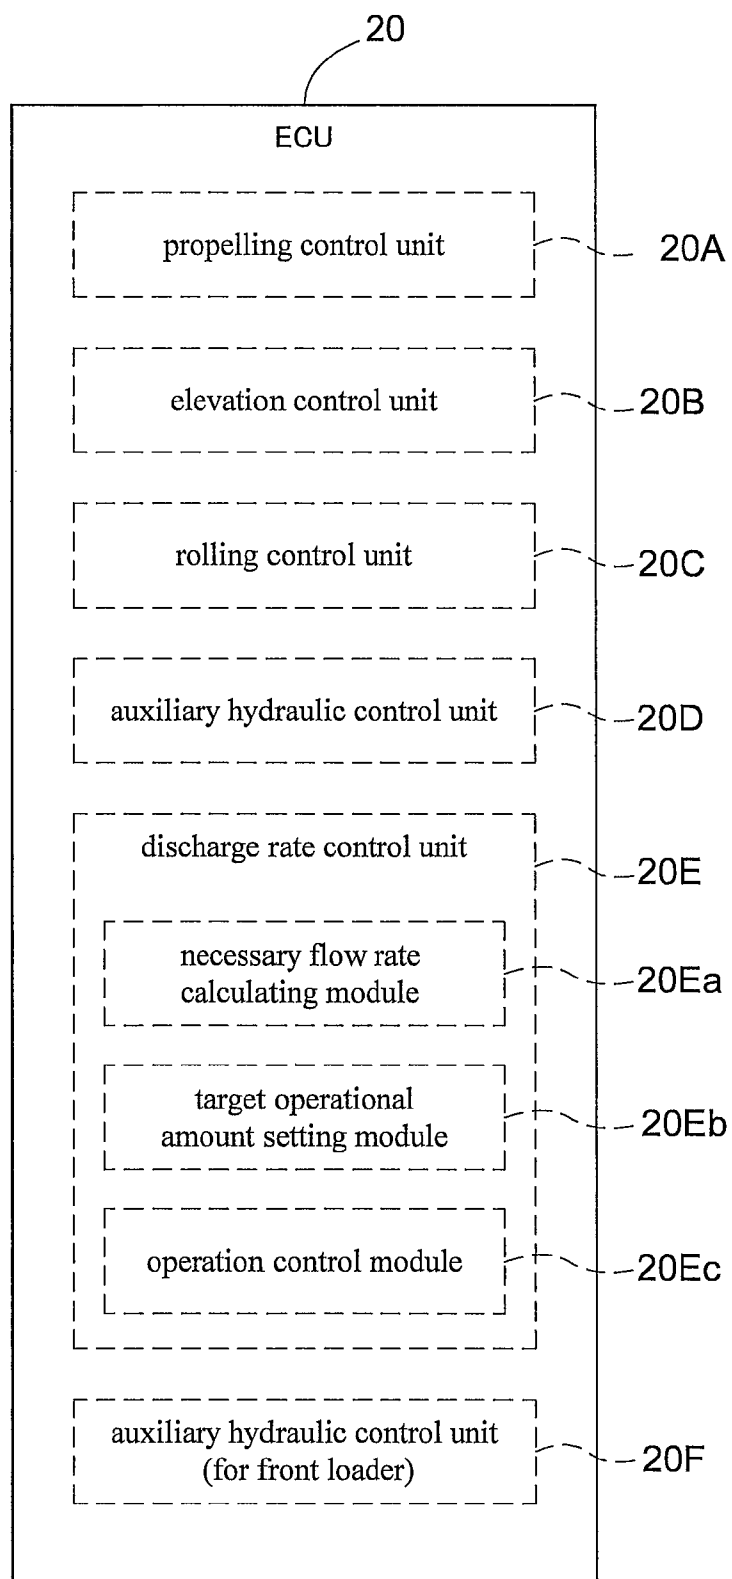 20
ECU
propelling control unit
20A
elevation control unit
20B
rolling control unit
20C
auxiliary hydraulic control unit
20D
discharge rate control unit
20E
necessary flow rate
calculating module
20Ea
target operational
amount setting module
20Eb
operation control module
20Ec
auxiliary hydraulic control unit
(for front loader)
20F